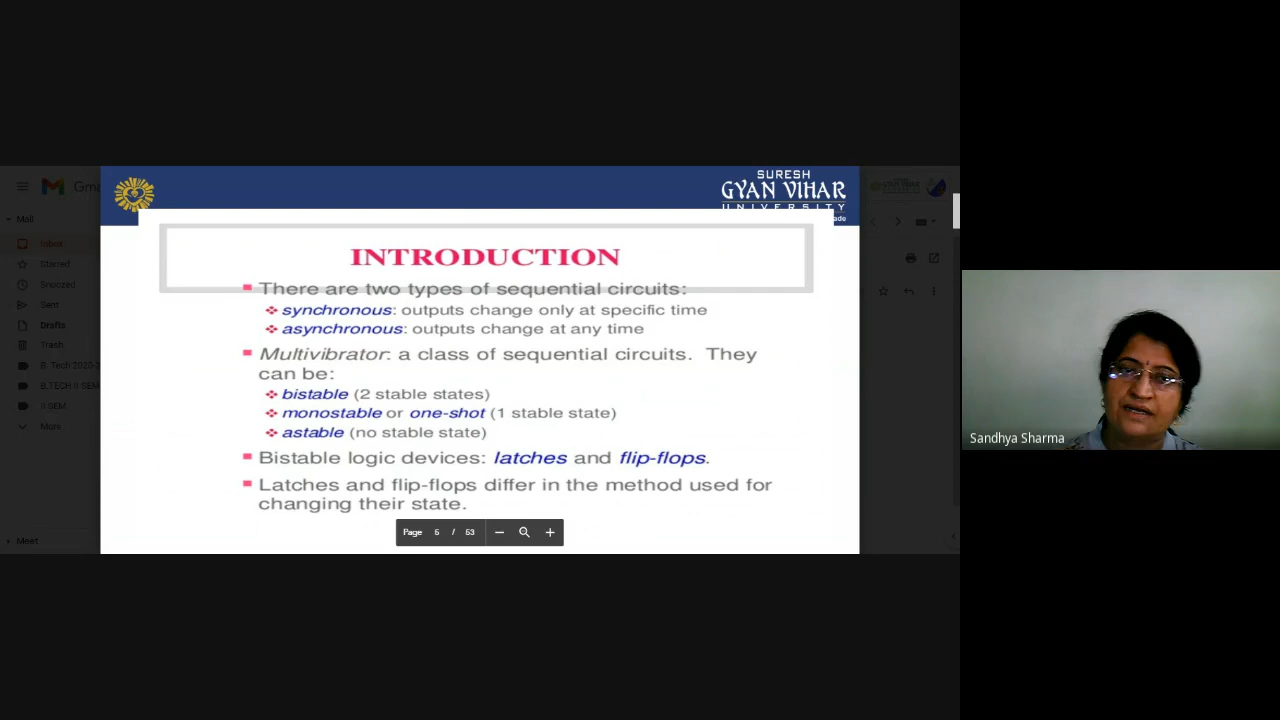 SURESH
GYAN VIHAR
UNIVERSITY
ade
Mail
Inbox
Starred
Snoozed
Sent
Drafts
Trash
B. Tech 2020-2
B.TECH II SEM
II SEM
More
Meet
INTRODUCTION
There are two types of sequential circuits:
synchronous: outputs change only at specific time
asynchronous: outputs change at any time
Multivibrator: a class of sequential circuits. They
can be:
bistable (2 stable states)
monostable or one-shot (1 stable state)
astable (no stable state)
Bistable logic devices: latches and flip-flops.
Latches and flip-flops differ in the method used for
changing their state.
Page 5 / 53
Sandhya Sharma